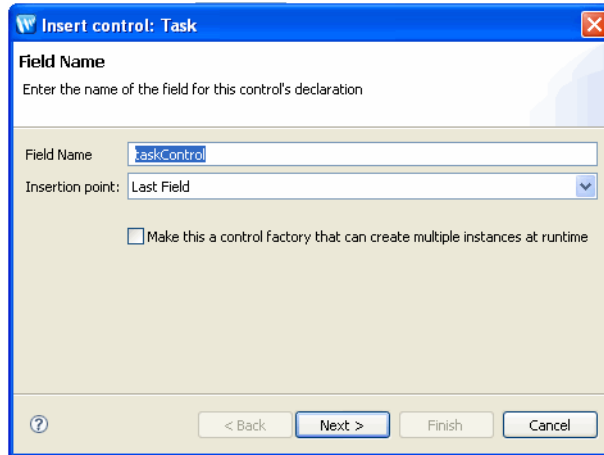 Insert control: Task
Field Name
Enter the name of the field for this control's declaration
Field Name taskControl
Insertion point: Last Field
Make this a control factory that can create multiple instances at runtime
? < Back Next > Finish Cancel